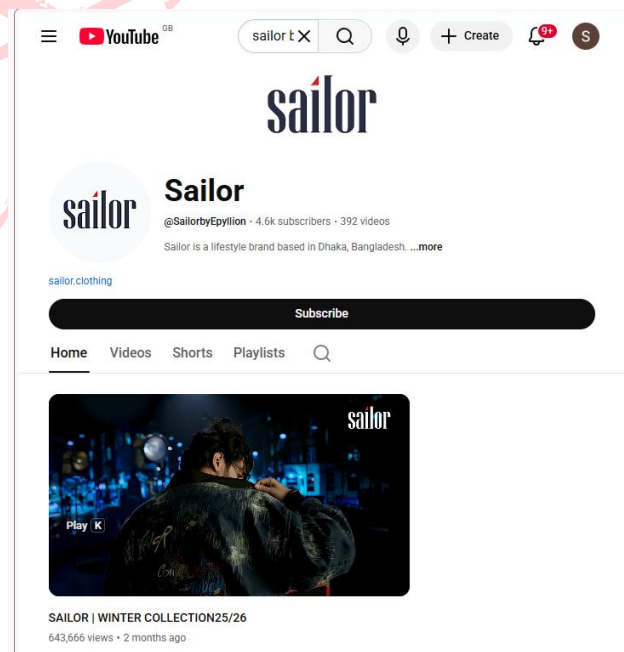 YouTube GB
sailor t
Create
9+
S
sailor
sailor
Sailor
@SailorbyEpyllion • 4.6k subscribers • 392 videos
Sailor is a lifestyle brand based in Dhaka, Bangladesh. ...more
sailor.clothing
Subscribe
Home Videos Shorts Playlists
sailor
Play K
SAILOR | WINTER COLLECTION25/26
643,666 views • 2 months ago